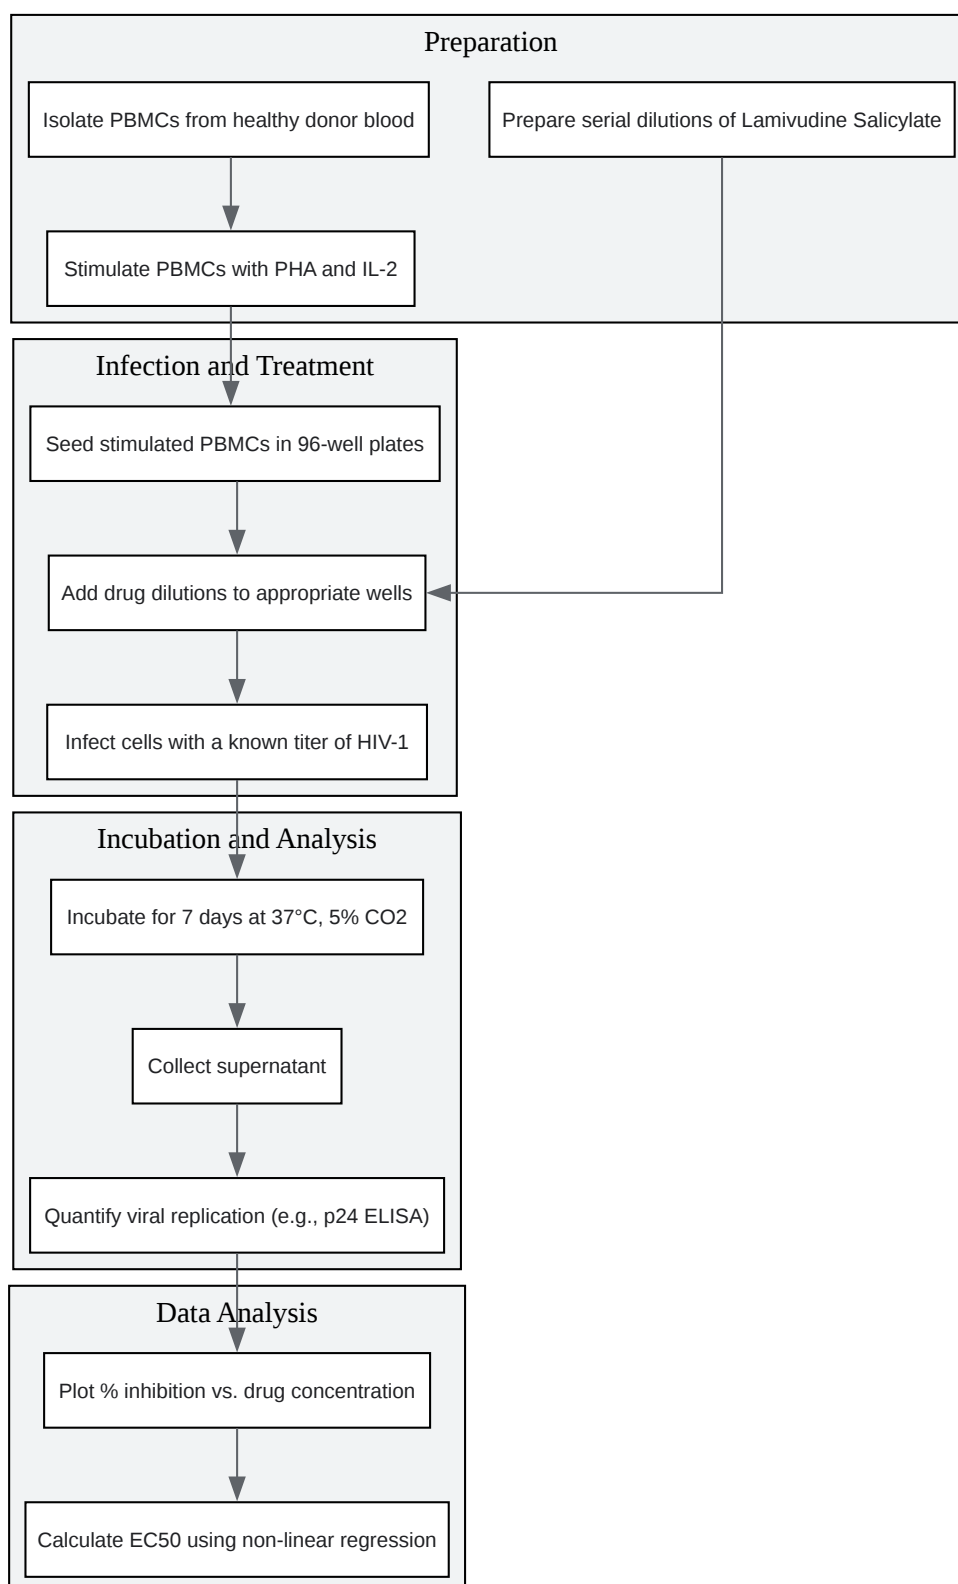 Preparation
Isolate PBMCs from healthy donor blood
Prepare serial dilutions of Lamivudine Salicylate
Stimulate PBMCs with PHA and IL-2
Infection and Treatment
Seed stimulated PBMCs in 96-well plates
Add drug dilutions to appropriate wells
Infect cells with a known titer of HIV-1
Incubation and Analysis
Incubate for 7 days at 37°C, 5% CO2
Collect supernatant
Quantify viral replication (e.g., p24 ELISA)
Data Analysis
Plot % inhibition vs. drug concentration
Calculate EC50 using non-linear regression